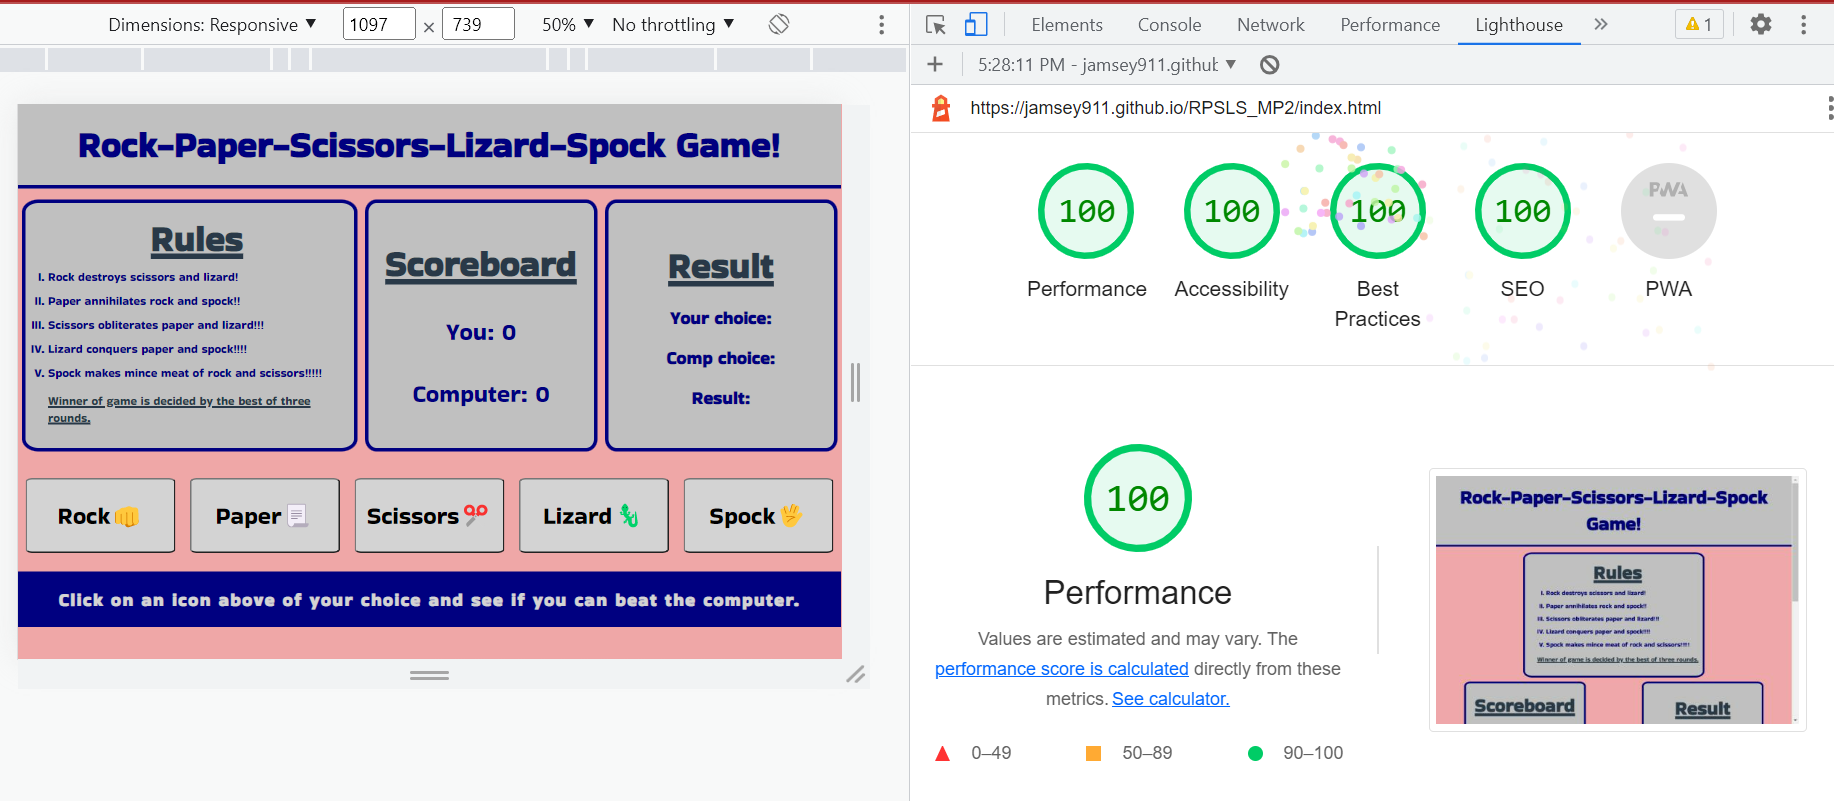 Dimensions: Responsive ▼ 1097 × 739 50% ▼ No throttling ▼
Rock-Paper-Scissors-Lizard-Spock Game!
Rules
I. Rock destroys scissors and lizard!
II. Paper annihilates rock and spock!!
III. Scissors obliterates paper and lizard!!!
IV. Lizard conquers paper and spock!!!!
V. Spock makes mince meat of rock and scissors!!!!!
Winner of game is decided by the best of three
rounds.
Scoreboard
You: 0
Computer: 0
Result
Your choice:
Comp choice:
Result:
Rock
Paper
Scissors
Lizard
Spock
Click on an icon above of your choice and see if you can beat the computer.
Elements Console Network Performance Lighthouse » 1
5:28:11 PM - jamsey911.github ▼
https://jamsey911.github.io/RPSLS_MP2/index.html
100
Performance
100
Accessibility
100
Best
Practices
100
SEO
PWA
PWA
100
Performance
Values are estimated and may vary. The
performance score is calculated directly from these
metrics. See calculator.
0–49
50–89
90–100
Rock-Paper-Scissors-Lizard-Spock
Game!
Rules
I. Rock destroys scissors and lizard!
II. Paper annihilates rock and spock!!
III. Scissors obliterates paper and lizard!!!
IV. Lizard conquers paper and spock!!!!
V. Spock makes mince meat of rock and scissors!!!!!
Winner of game is decided by the best of three rounds.
Scoreboard
Result